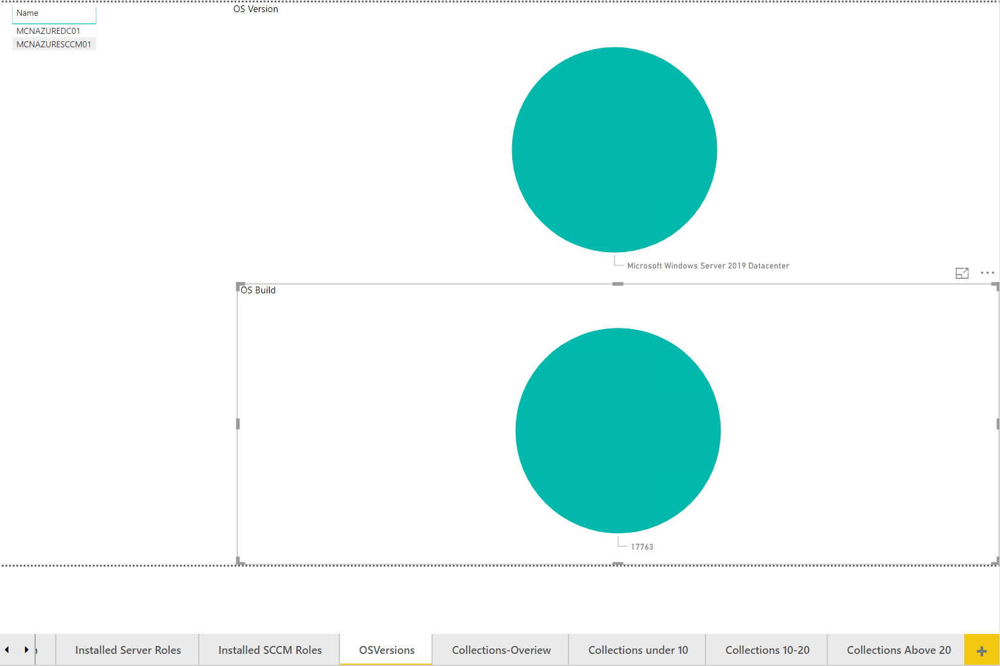 Name
MCNAZUREDC01
MCNAZURESCCM01
OS Version
Microsoft Windows Server 2019 Datacenter
OS Build
17763
Installed Server Roles
Installed SCCM Roles
OSVersions
Collections-Overiew
Collections under 10
Collections 10-20
Collections Above 20